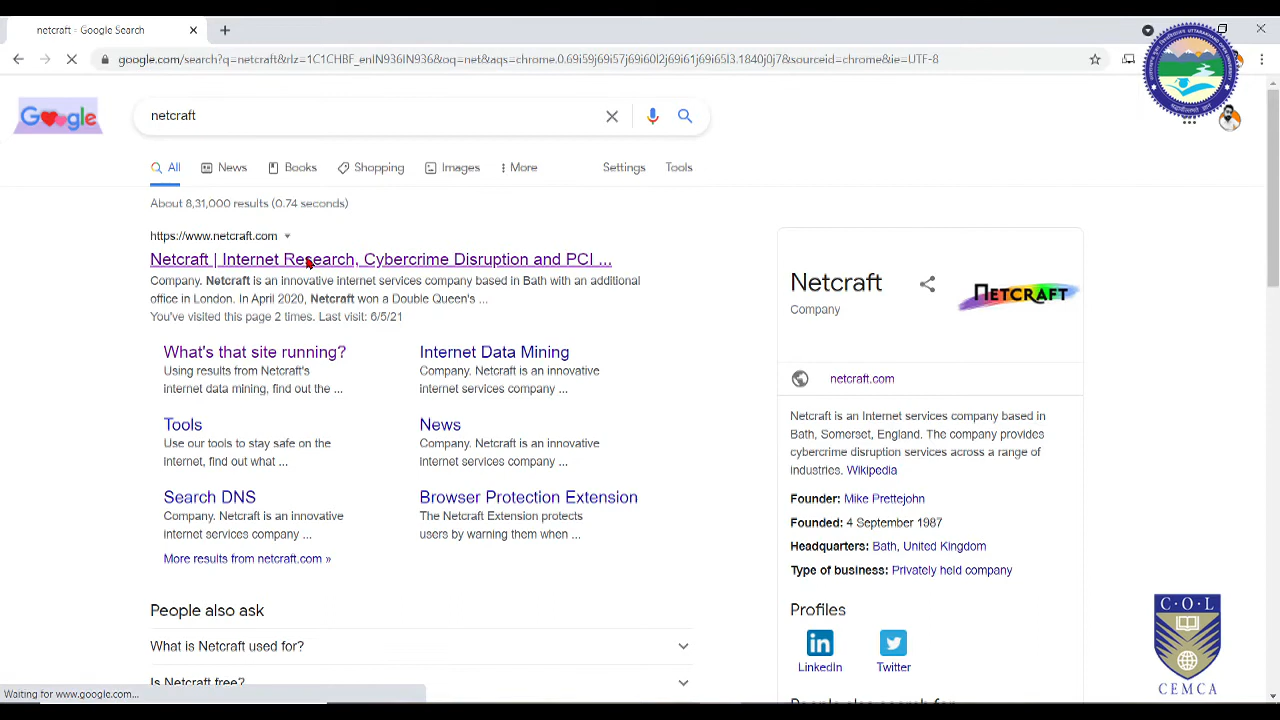 netcraft - Google Search
google.com/search?q=netcraft&rlz=1C1CHBF_enIN936IN936&oq=netc&aqs=chrome.0.69i59j69i57j69i60l2j69i61j69i65l3.1840j0j7&sourceid=chrome&ie=UTF-8
Google
netcraft
All News Books Shopping Images More Settings Tools
About 8,31,000 results (0.74 seconds)
https://www.netcraft.com
Netcraft | Internet Research, Cybercrime Disruption and PCI ...
Company. Netcraft is an innovative internet services company based in Bath with an additional
office in London. In April 2020, Netcraft won a Double Queen's ...
You've visited this page 2 times. Last visit: 6/5/21
What's that site running?
Using results from Netcraft's
internet data mining, find out the ...
Internet Data Mining
Company. Netcraft is an innovative
internet services company ...
Tools
Use our tools to stay safe on the
Internet, find out what ...
News
Company. Netcraft is an innovative
internet services company ...
Search DNS
Company. Netcraft is an innovative
internet services company ...
Browser Protection Extension
The Netcraft Extension protects
users by warning them when ...
More results from netcraft.com »
People also ask
What is Netcraft used for?
Is Netcraft free?
Waiting for www.google.com...
Netcraft
Company
NETCRAFT
netcraft.com
Netcraft is an Internet services company based in
Bath, Somerset, England. The company provides
cybercrime disruption services across a range of
industries. Wikipedia
Founder: Mike Prettejohn
Founded: 4 September 1987
Headquarters: Bath, United Kingdom
Type of business: Privately held company
Profiles
LinkedIn Twitter
People also search for
C·O·L
CEMCA